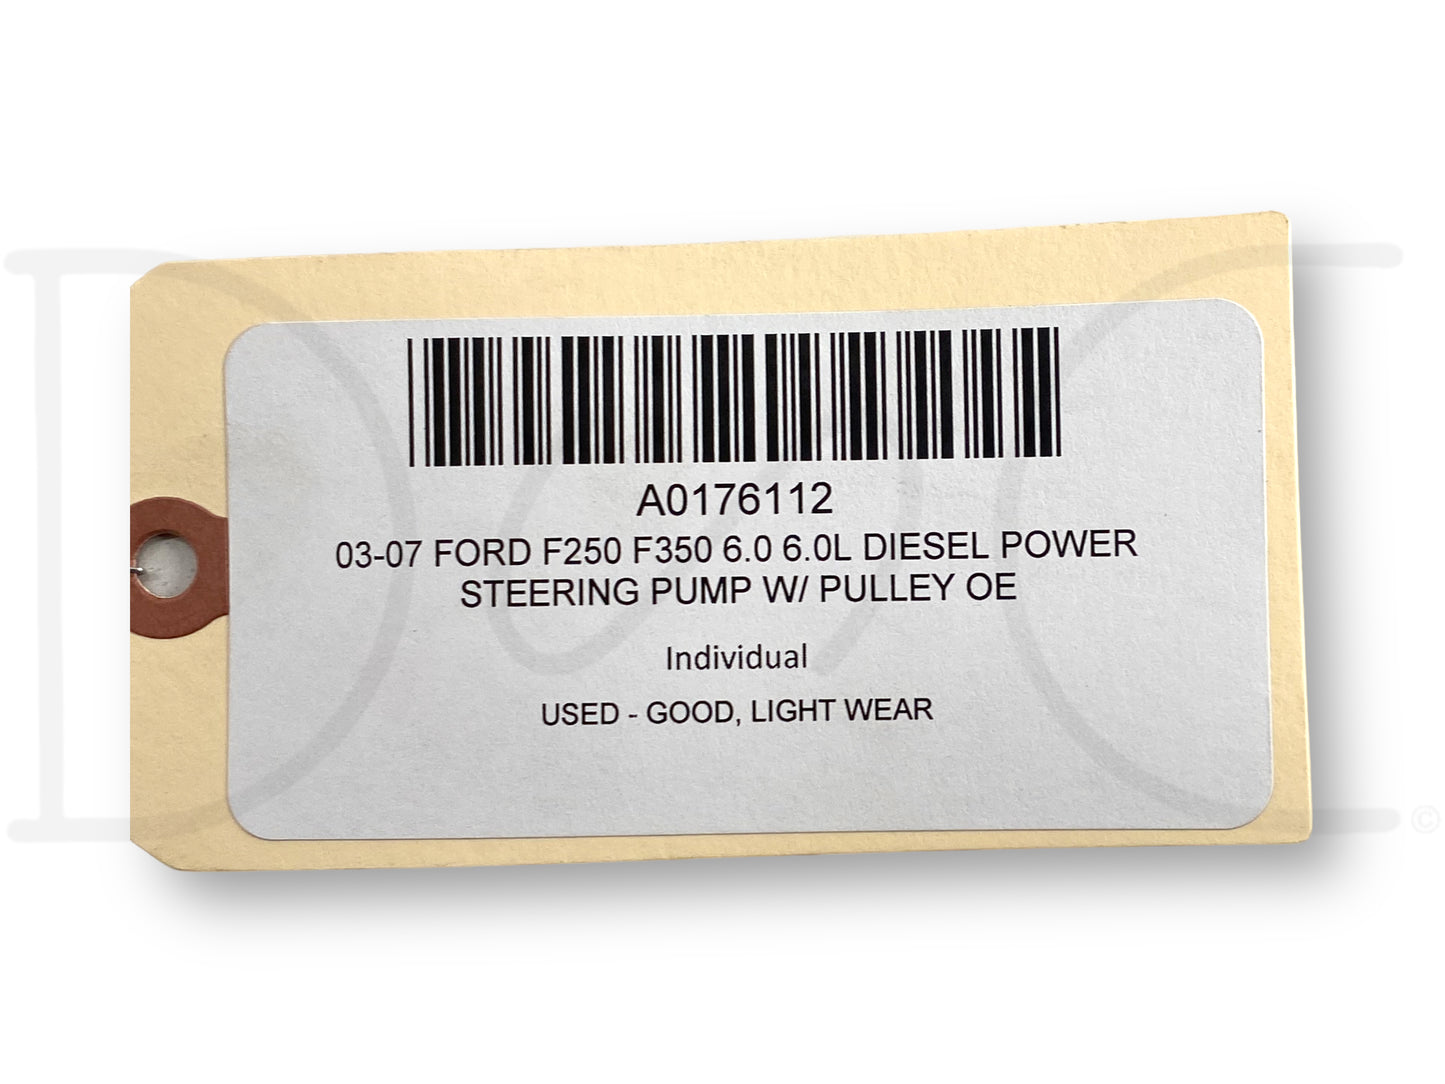 A0176112
03-07 FORD F250 F350 6.0 6.0L DIESEL POWER
STEERING PUMP W/ PULLEY OE
Individual
USED - GOOD, LIGHT WEAR
©